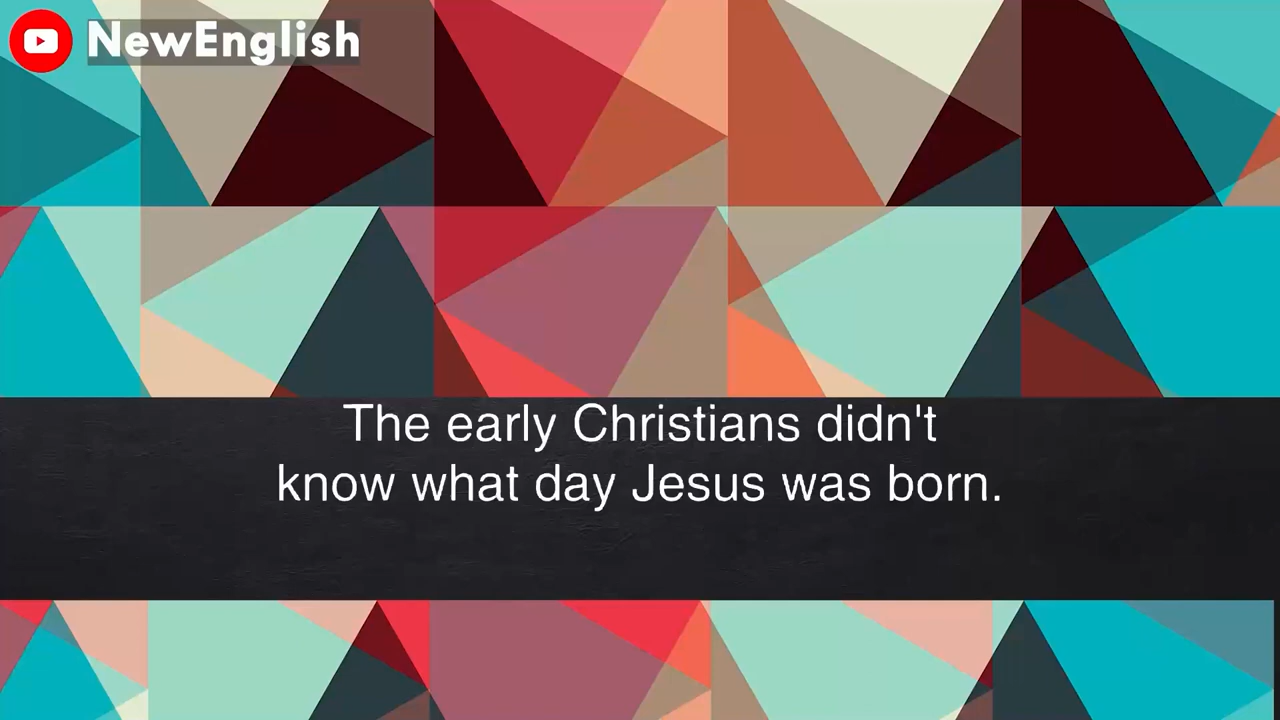 NewEnglish
The early Christians didn't
know what day Jesus was born.